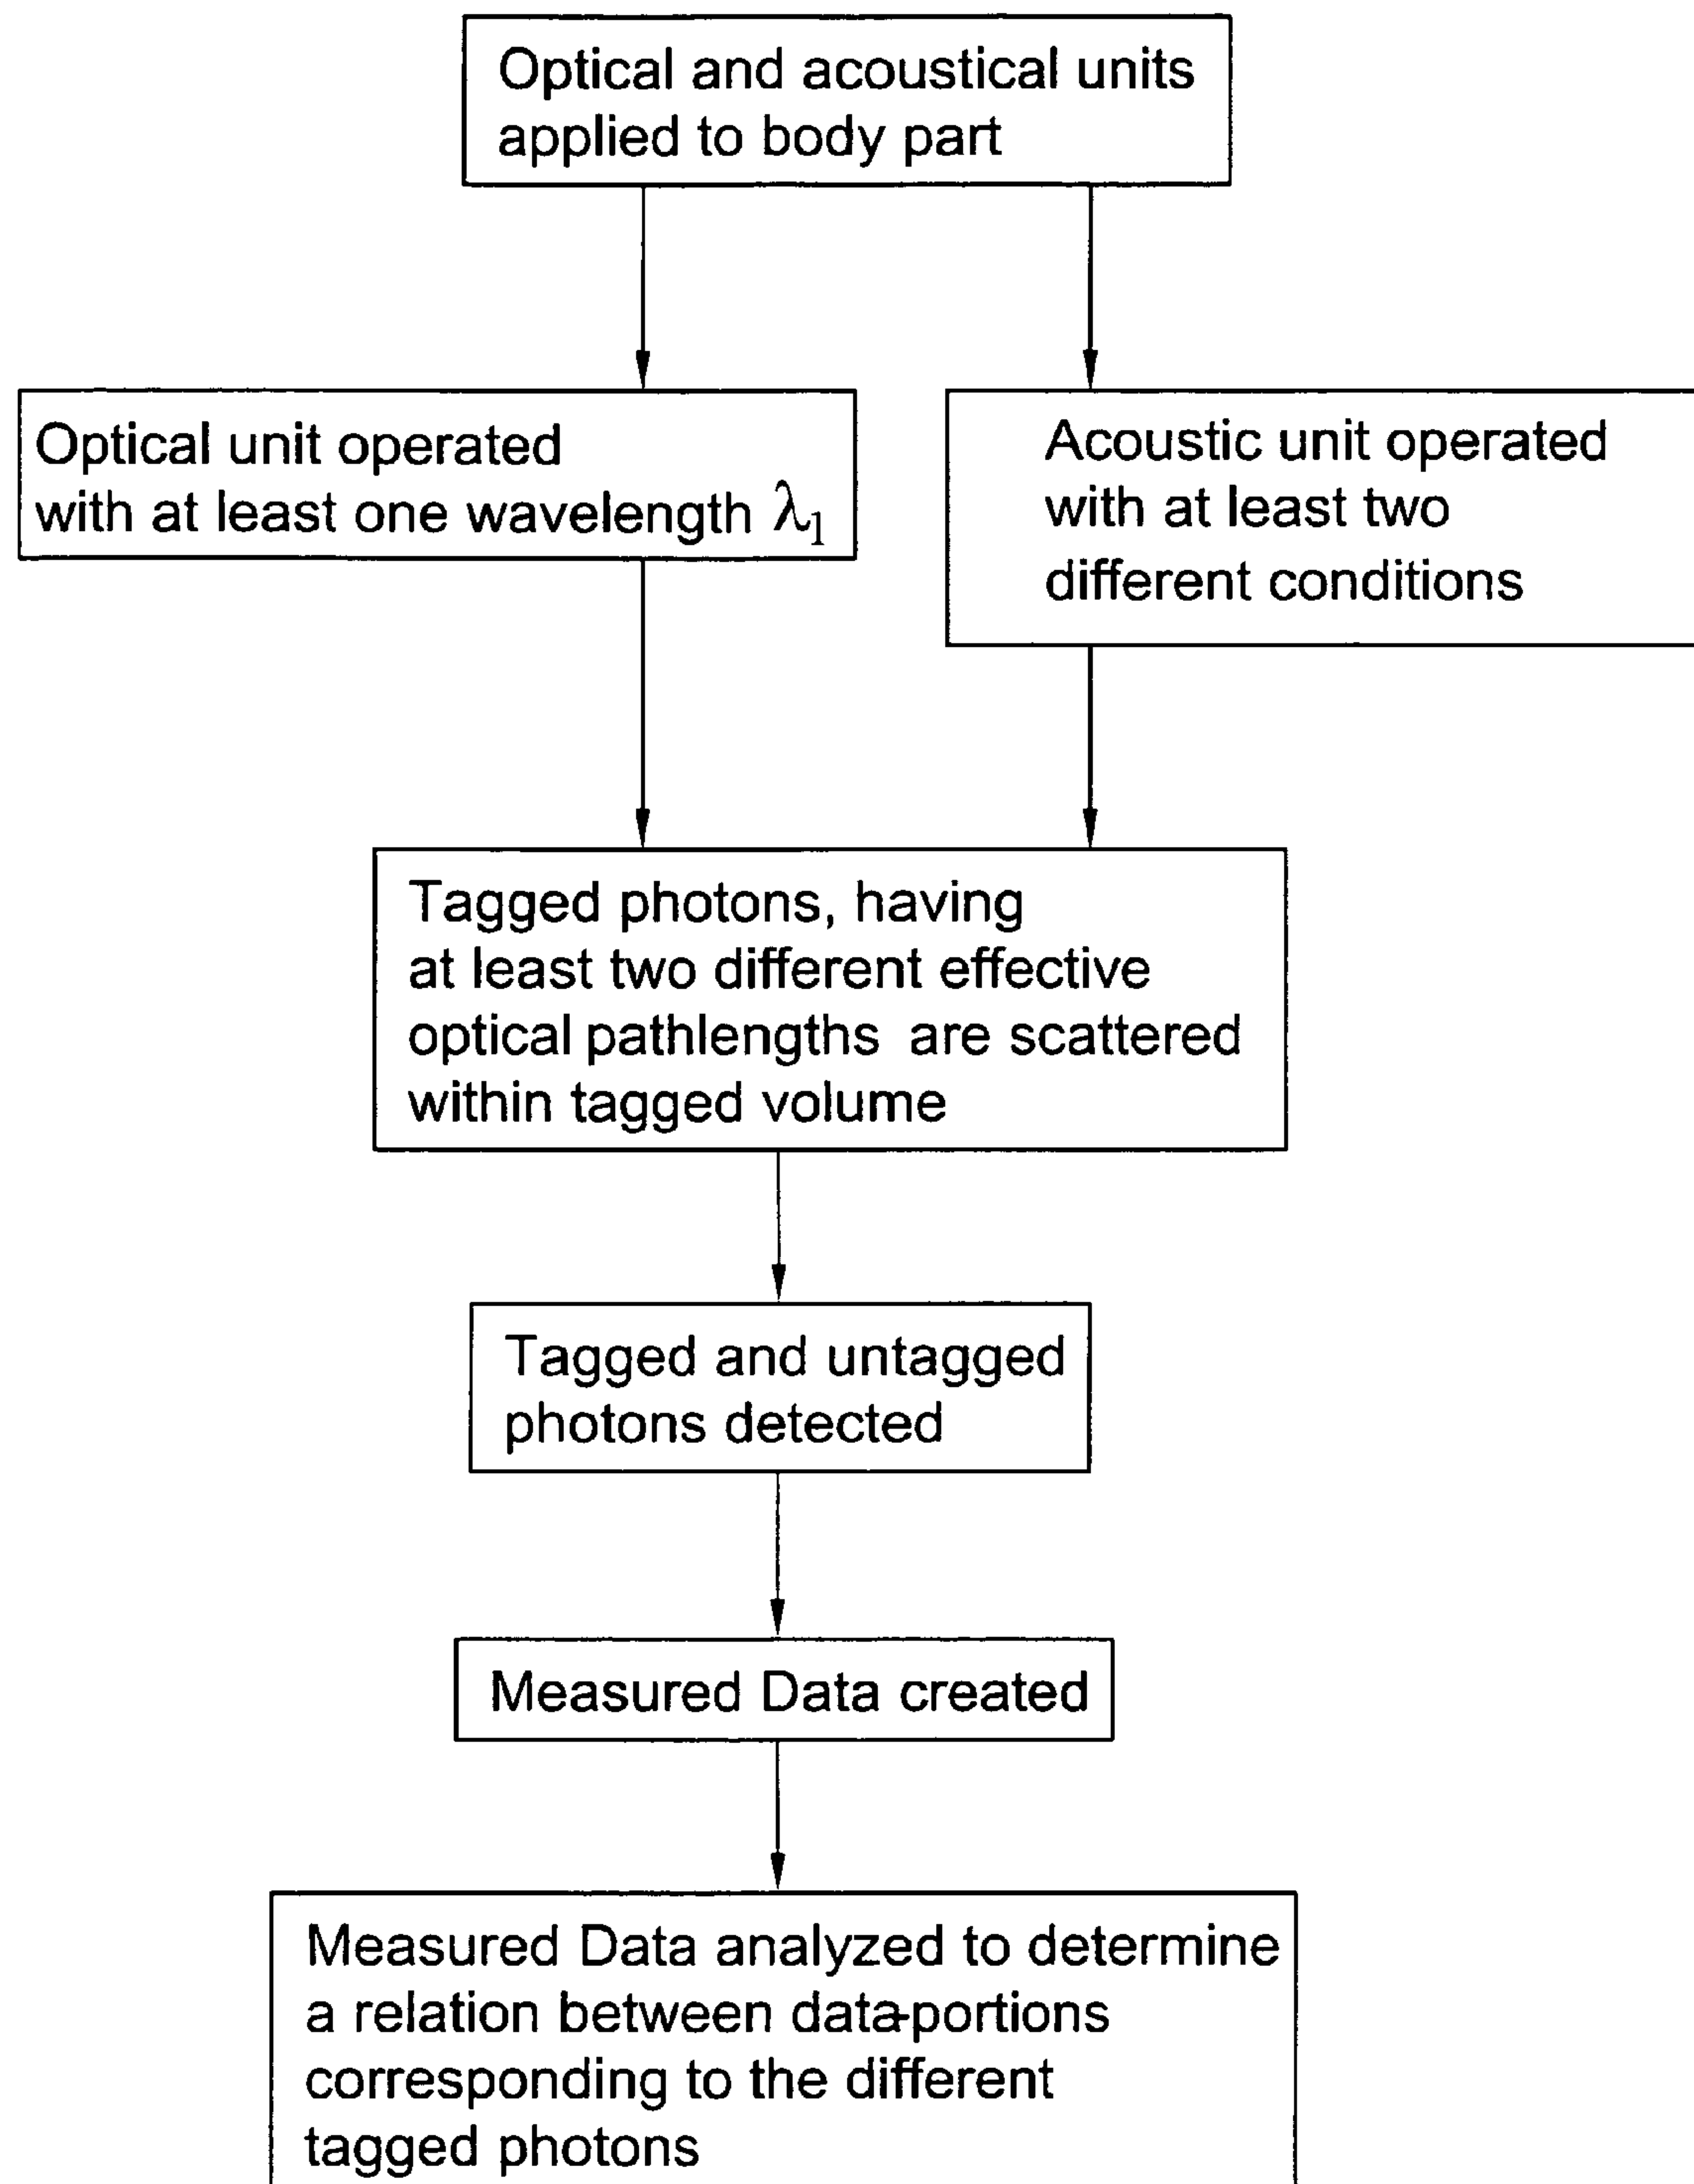 Optical and acoustical units
applied to body part
Optical unit operated
with at least one wavelength λ₁
Acoustic unit operated
with at least two
different conditions
Tagged photons, having
at least two different effective
optical pathlengths are scattered
within tagged volume
Tagged and untagged
photons detected
Measured Data created
Measured Data analyzed to determine
a relation between data-portions
corresponding to the different
tagged photons